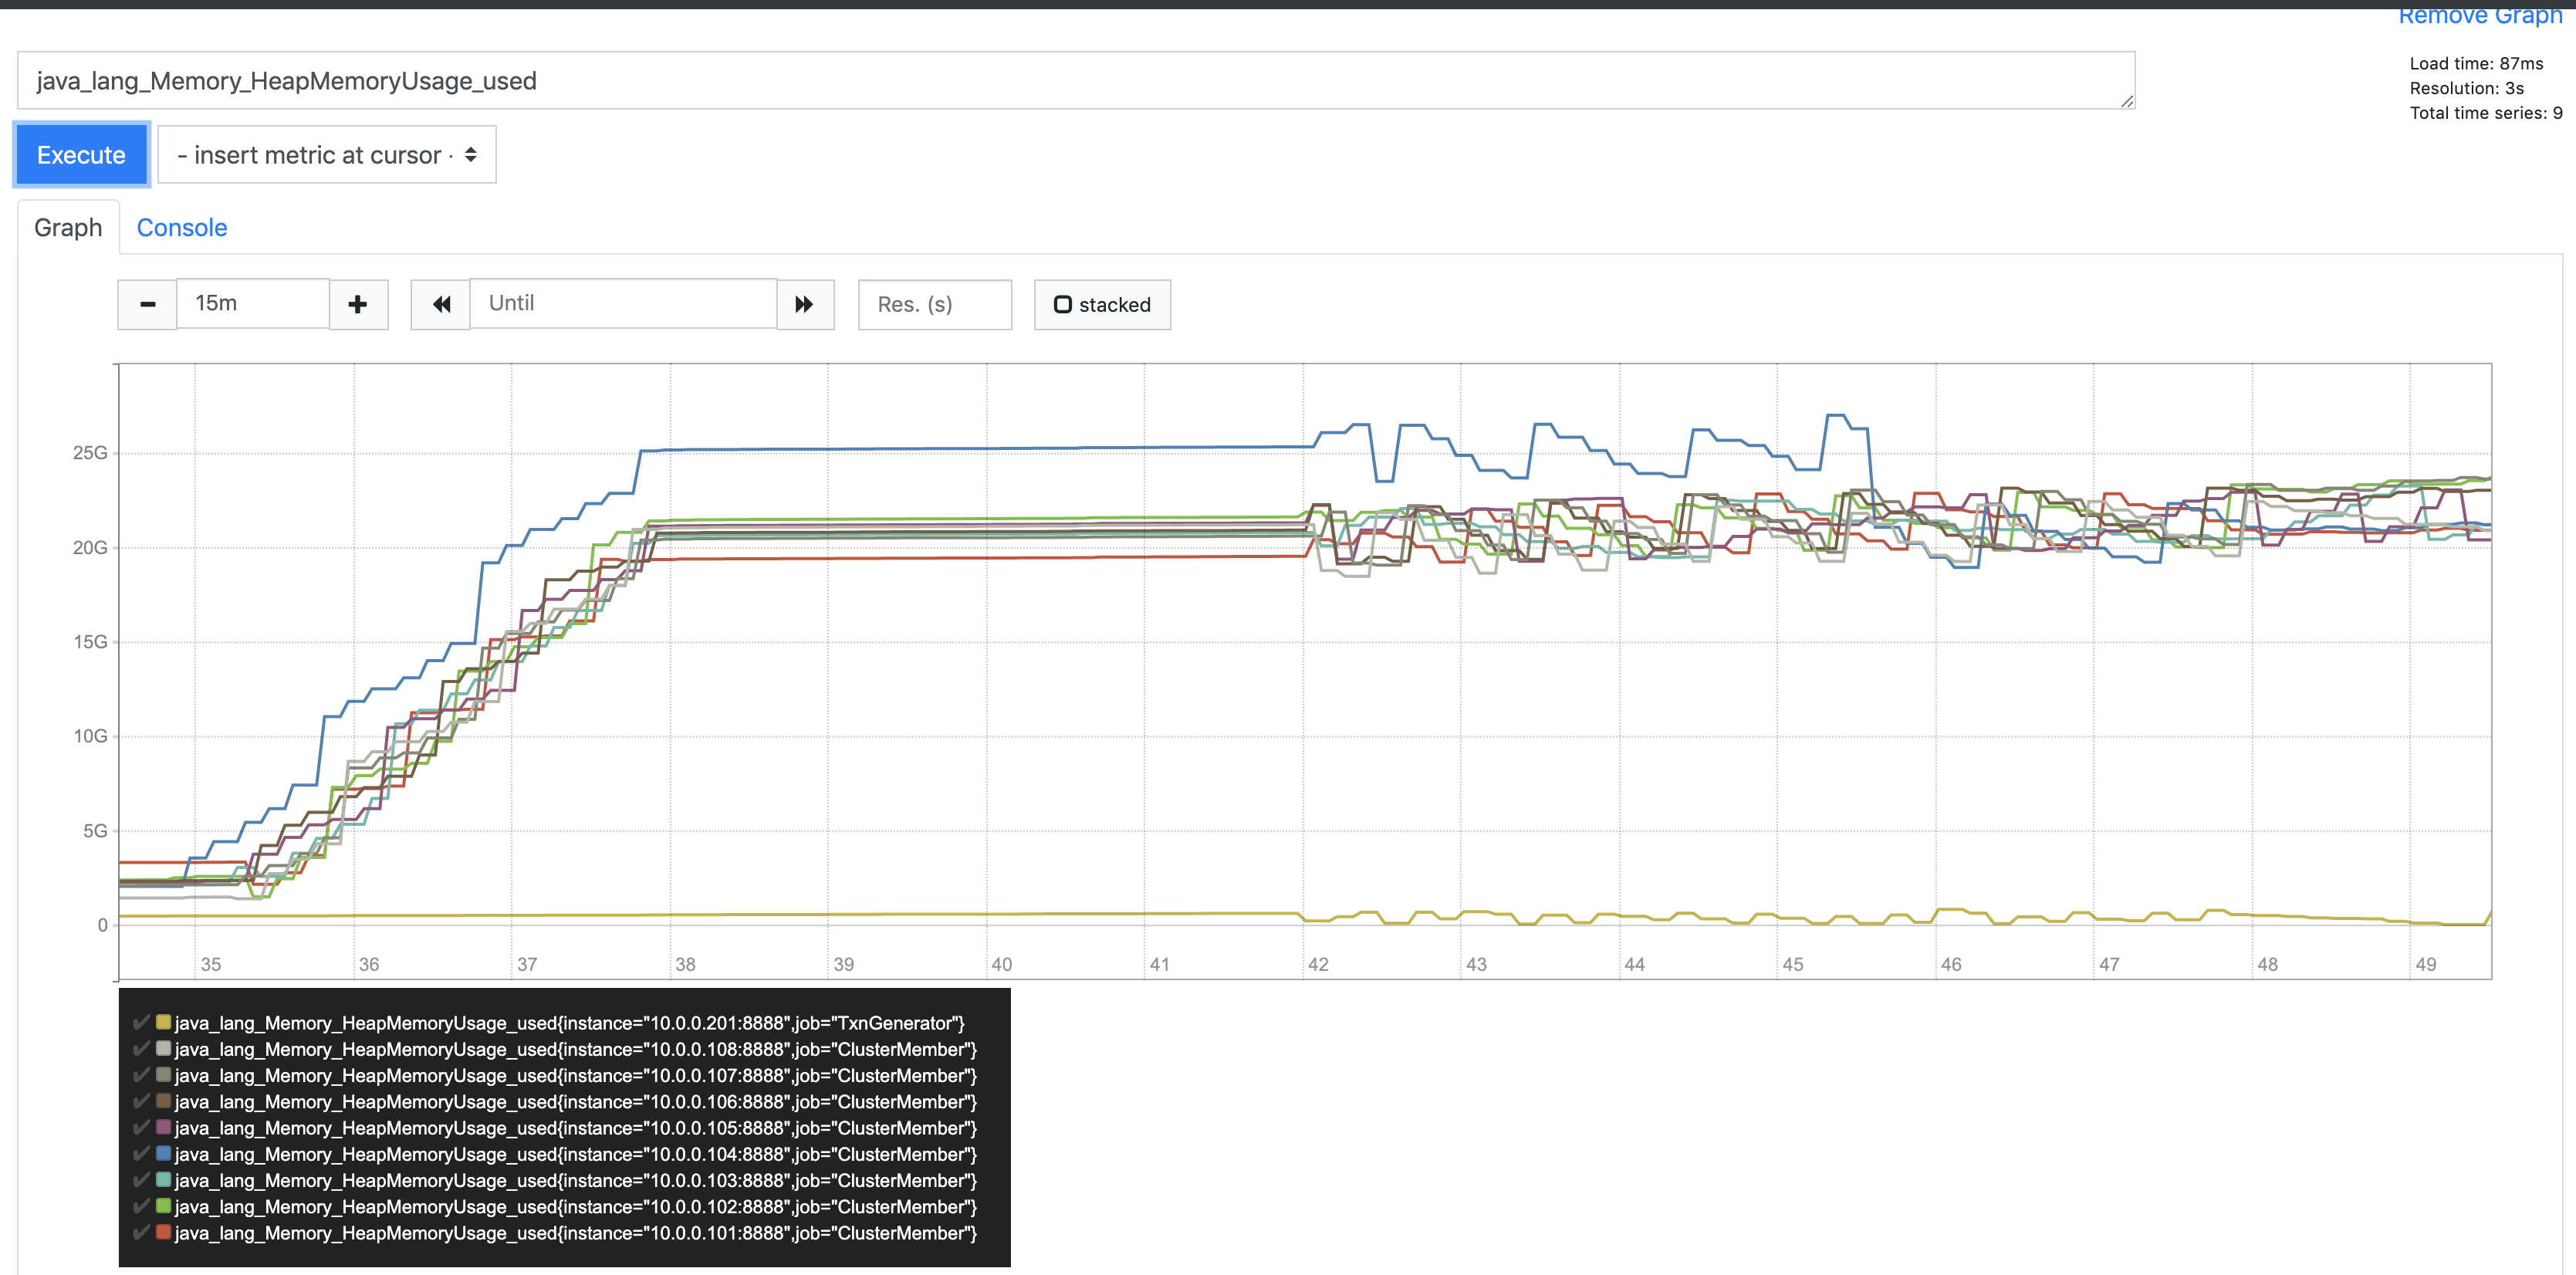 Remove Graph
java_lang_Memory_HeapMemoryUsage_used
Load time: 87ms
Resolution: 3s
Total time series: 9
Execute
- insert metric at cursor -
Graph Console
15m Until Res. (s) stacked
25G
20G
15G
10G
5G
0
35 36 37 38 39 40 41 42 43 44 45 46 47 48 49
java_lang_Memory_HeapMemoryUsage_used{instance="10.0.0.201:8888",job="TxnGenerator"}
java_lang_Memory_HeapMemoryUsage_used{instance="10.0.0.108:8888",job="ClusterMember"}
java_lang_Memory_HeapMemoryUsage_used{instance="10.0.0.107:8888",job="ClusterMember"}
java_lang_Memory_HeapMemoryUsage_used{instance="10.0.0.106:8888",job="ClusterMember"}
java_lang_Memory_HeapMemoryUsage_used{instance="10.0.0.105:8888",job="ClusterMember"}
java_lang_Memory_HeapMemoryUsage_used{instance="10.0.0.104:8888",job="ClusterMember"}
java_lang_Memory_HeapMemoryUsage_used{instance="10.0.0.103:8888",job="ClusterMember"}
java_lang_Memory_HeapMemoryUsage_used{instance="10.0.0.102:8888",job="ClusterMember"}
java_lang_Memory_HeapMemoryUsage_used{instance="10.0.0.101:8888",job="ClusterMember"}